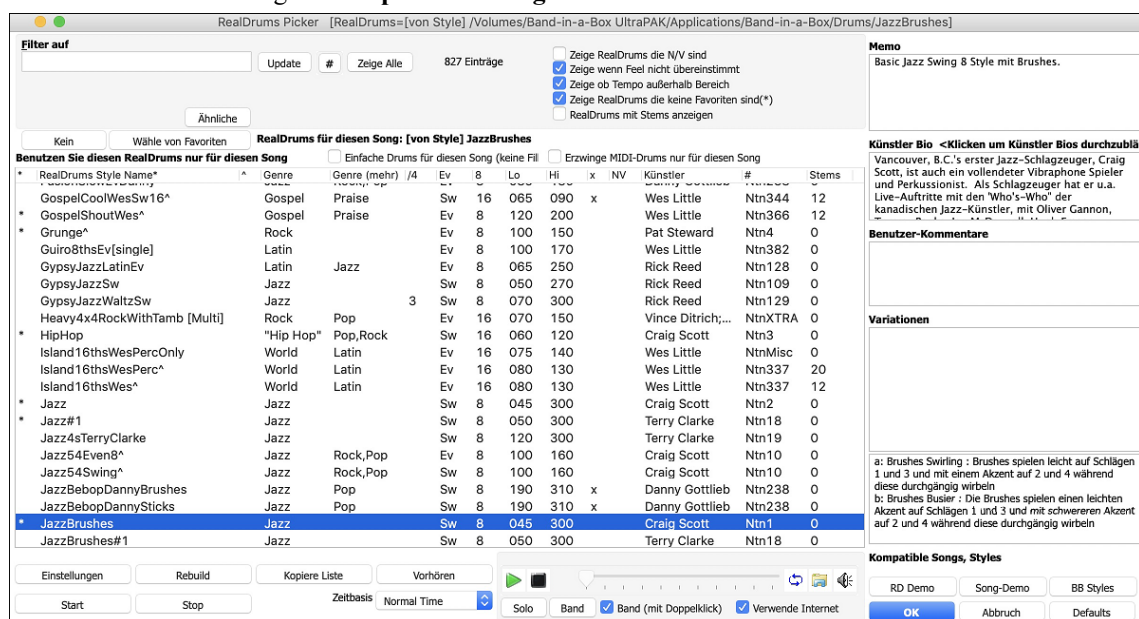 RealDrums Picker [RealDrums=[von Style] /Volumes/Band-in-a-Box UltraPAK/Applications/Band-in-a-Box/Drums/JazzBrushes]
Filter auf
Update # Zeige Alle 827 Einträge
Ähnliche
Zeige RealDrums die N/V sind
Zeige wenn Feel nicht übereinstimmt
Zeige ob Tempo außerhalb Bereich
Zeige RealDrums die keine Favoriten sind(*)
RealDrums mit Stems anzeigen
Kein Wähle von Favoriten RealDrums für diesen Song: [von Style] JazzBrushes
Benutzen Sie diesen RealDrums nur für diesen Song Einfache Drums für diesen Song (keine Fil Erzwinge MIDI-Drums nur für diesen Song
* RealDrums Style Name* ^ Genre Genre (mehr) /4 Ev 8 Lo Hi x NV Künstler # Stems
GospelCoolWesSw16^ Gospel Praise Sw 16 065 090 x Wes Little Ntn344 12
* GospelShoutWes^ Gospel Praise Ev 8 120 200 Wes Little Ntn366 12
* Grunge^ Rock Ev 8 100 150 Pat Steward Ntn4 0
Guiro8thsEv[single] Latin Ev 8 100 170 Wes Little Ntn382 0
GypsyJazzLatinEv Latin Jazz Ev 8 065 250 Rick Reed Ntn128 0
GypsyJazzSw Jazz Sw 8 050 270 Rick Reed Ntn109 0
GypsyJazzWaltzSw Jazz 3 Sw 8 070 300 Rick Reed Ntn129 0
Heavy4x4RockWithTamb [Multi] Rock Pop Ev 16 070 150 Vince Ditrich;... NtnXTRA 0
* HipHop "Hip Hop" Pop,Rock Sw 16 060 120 Craig Scott Ntn3 0
Island16thsWesPercOnly World Latin Ev 16 075 140 Wes Little NtnMisc 0
Island16thsWesPerc^ World Latin Ev 16 080 130 Wes Little Ntn337 20
Island16thsWes^ World Latin Ev 16 080 130 Wes Little Ntn337 12
* Jazz Jazz Sw 8 045 300 Craig Scott Ntn2 0
* Jazz#1 Jazz Sw 8 050 300 Terry Clarke Ntn18 0
Jazz4sTerryClarke Jazz Sw 8 120 300 Terry Clarke Ntn19 0
Jazz54Even8^ Jazz Rock,Pop Ev 8 100 160 Craig Scott Ntn10 0
Jazz54Swing^ Jazz Rock,Pop Sw 8 100 160 Craig Scott Ntn10 0
JazzBebopDannyBrushes Jazz Pop Sw 8 190 310 x Danny Gottlieb Ntn238 0
JazzBebopDannySticks Jazz Pop Sw 8 190 310 x Danny Gottlieb Ntn238 0
* JazzBrushes Jazz Sw 8 045 300 Craig Scott Ntn1 0
JazzBrushes#1 Jazz Sw 8 050 300 Terry Clarke Ntn18 0
Einstellungen Rebuild Kopiere Liste Vorhören
Start Stop Zeitbasis Normal Time
Solo Band Band (mit Doppelklick) Verwende Internet
Memo
Basic Jazz Swing 8 Style mit Brushes.
Künstler Bio <Klicken um Künstler Bios durchzublä
Vancouver, B.C.'s erster Jazz-Schlagzeuger, Craig
Scott, ist auch ein vollendeter Vibraphone Spieler
und Perkussionist. Als Schlagzeuger hat er u.a.
Live-Auftritte mit den 'Who's-Who" der
kanadischen Jazz-Künstler, mit Oliver Gannon,
Benutzer-Kommentare
Variationen
a: Brushes Swirling : Brushes spielen leicht auf Schlägen
1 und 3 und mit einem Akzent auf 2 und 4 während
diese durchgängig wirbeln
b: Brushes Busier : Die Brushes spielen einen leichten
Akzent auf Schlägen 1 und 3 und mit schwereren Akzent
auf 2 und 4 während diese durchgängig wirbeln
Kompatible Songs, Styles
RD Demo Song-Demo BB Styles
OK Abbruch Defaults